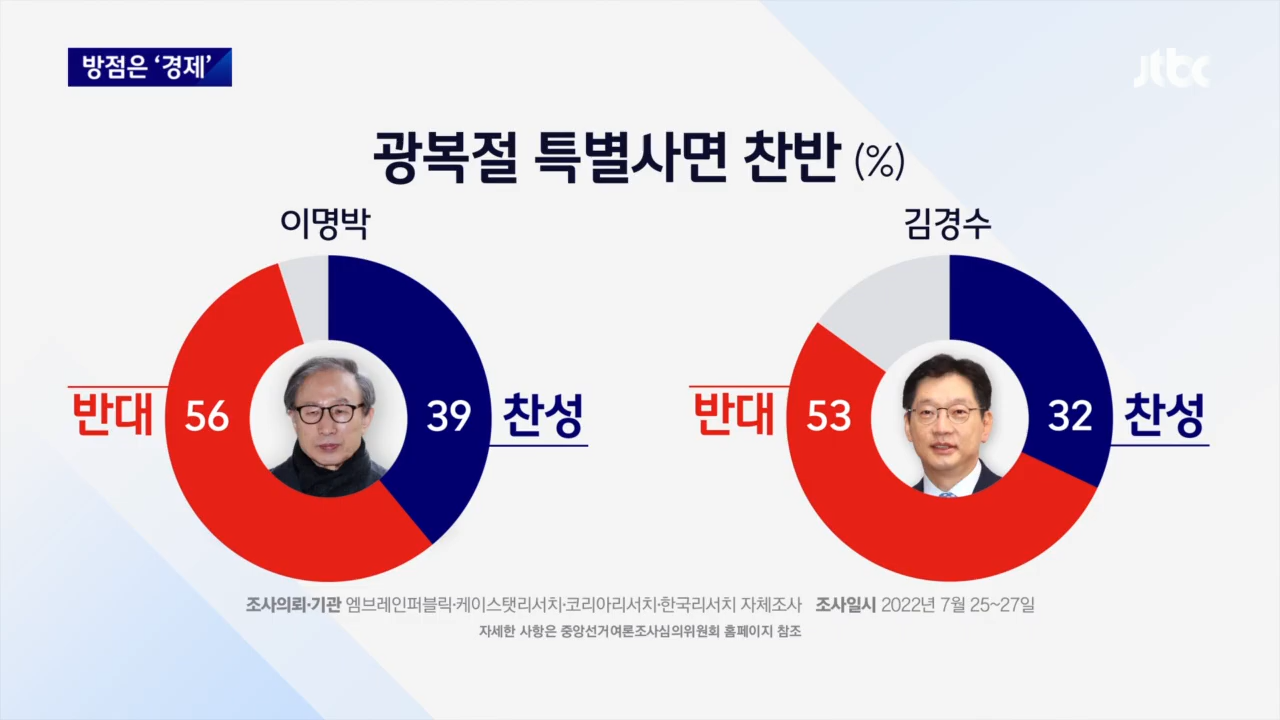 방점은 ‘경제’
jtbc
광복절 특별사면 찬반 (%)
이명박
김경수
반대 56 39 찬성
반대 53 32 찬성
조사의뢰·기관 엠브레인퍼블릭·케이스탯리서치·코리아리서치·한국리서치 자체조사 조사일시 2022년 7월 25~27일
자세한 사항은 중앙선거여론조사심의위원회 홈페이지 참조